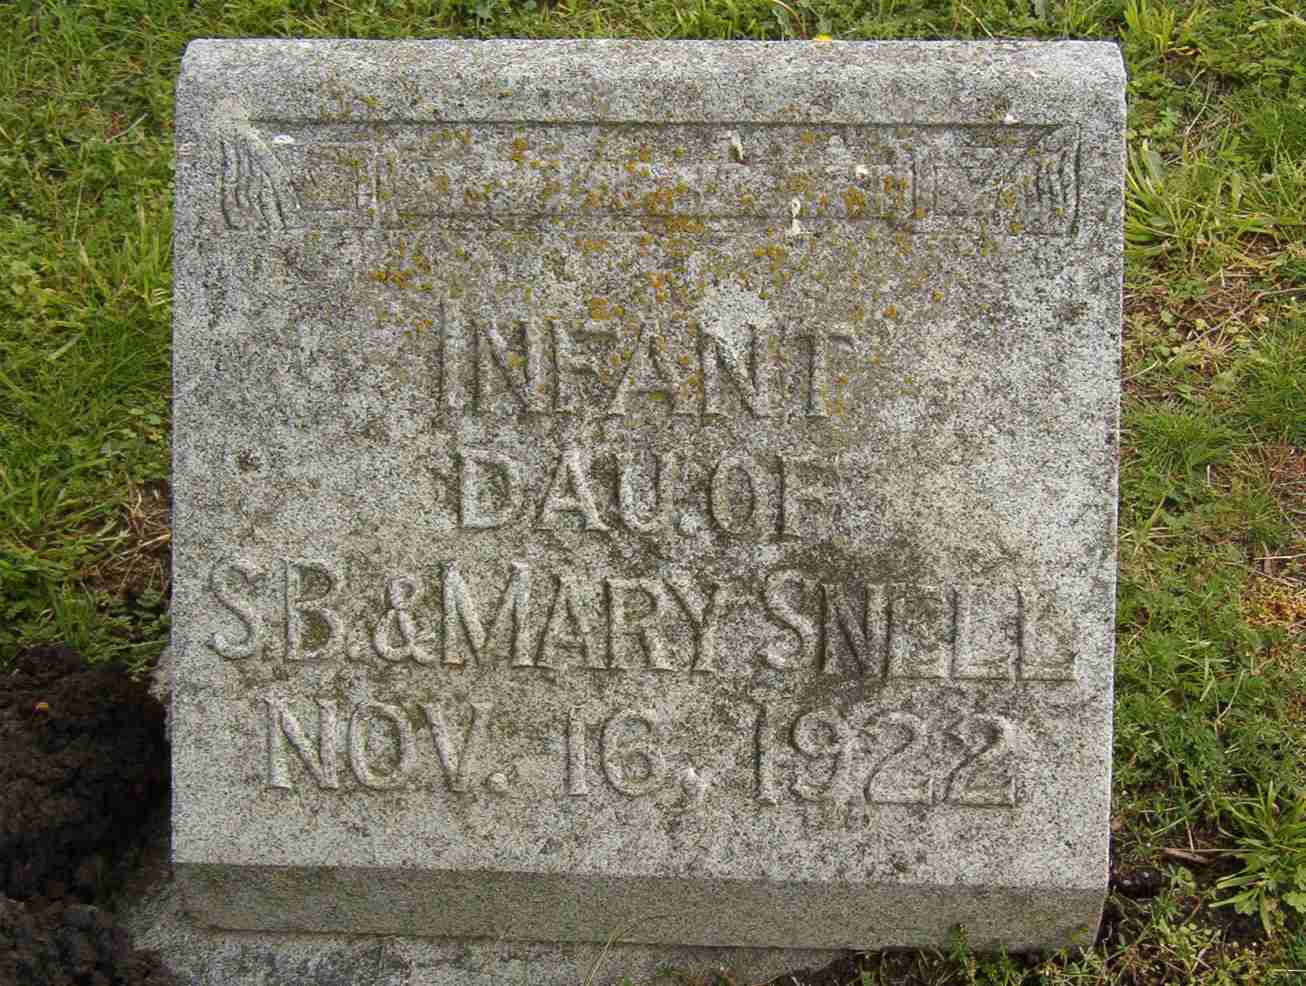 INFANT
DAU. OF
S.B. & MARY SNELL
NOV. 16, 1922